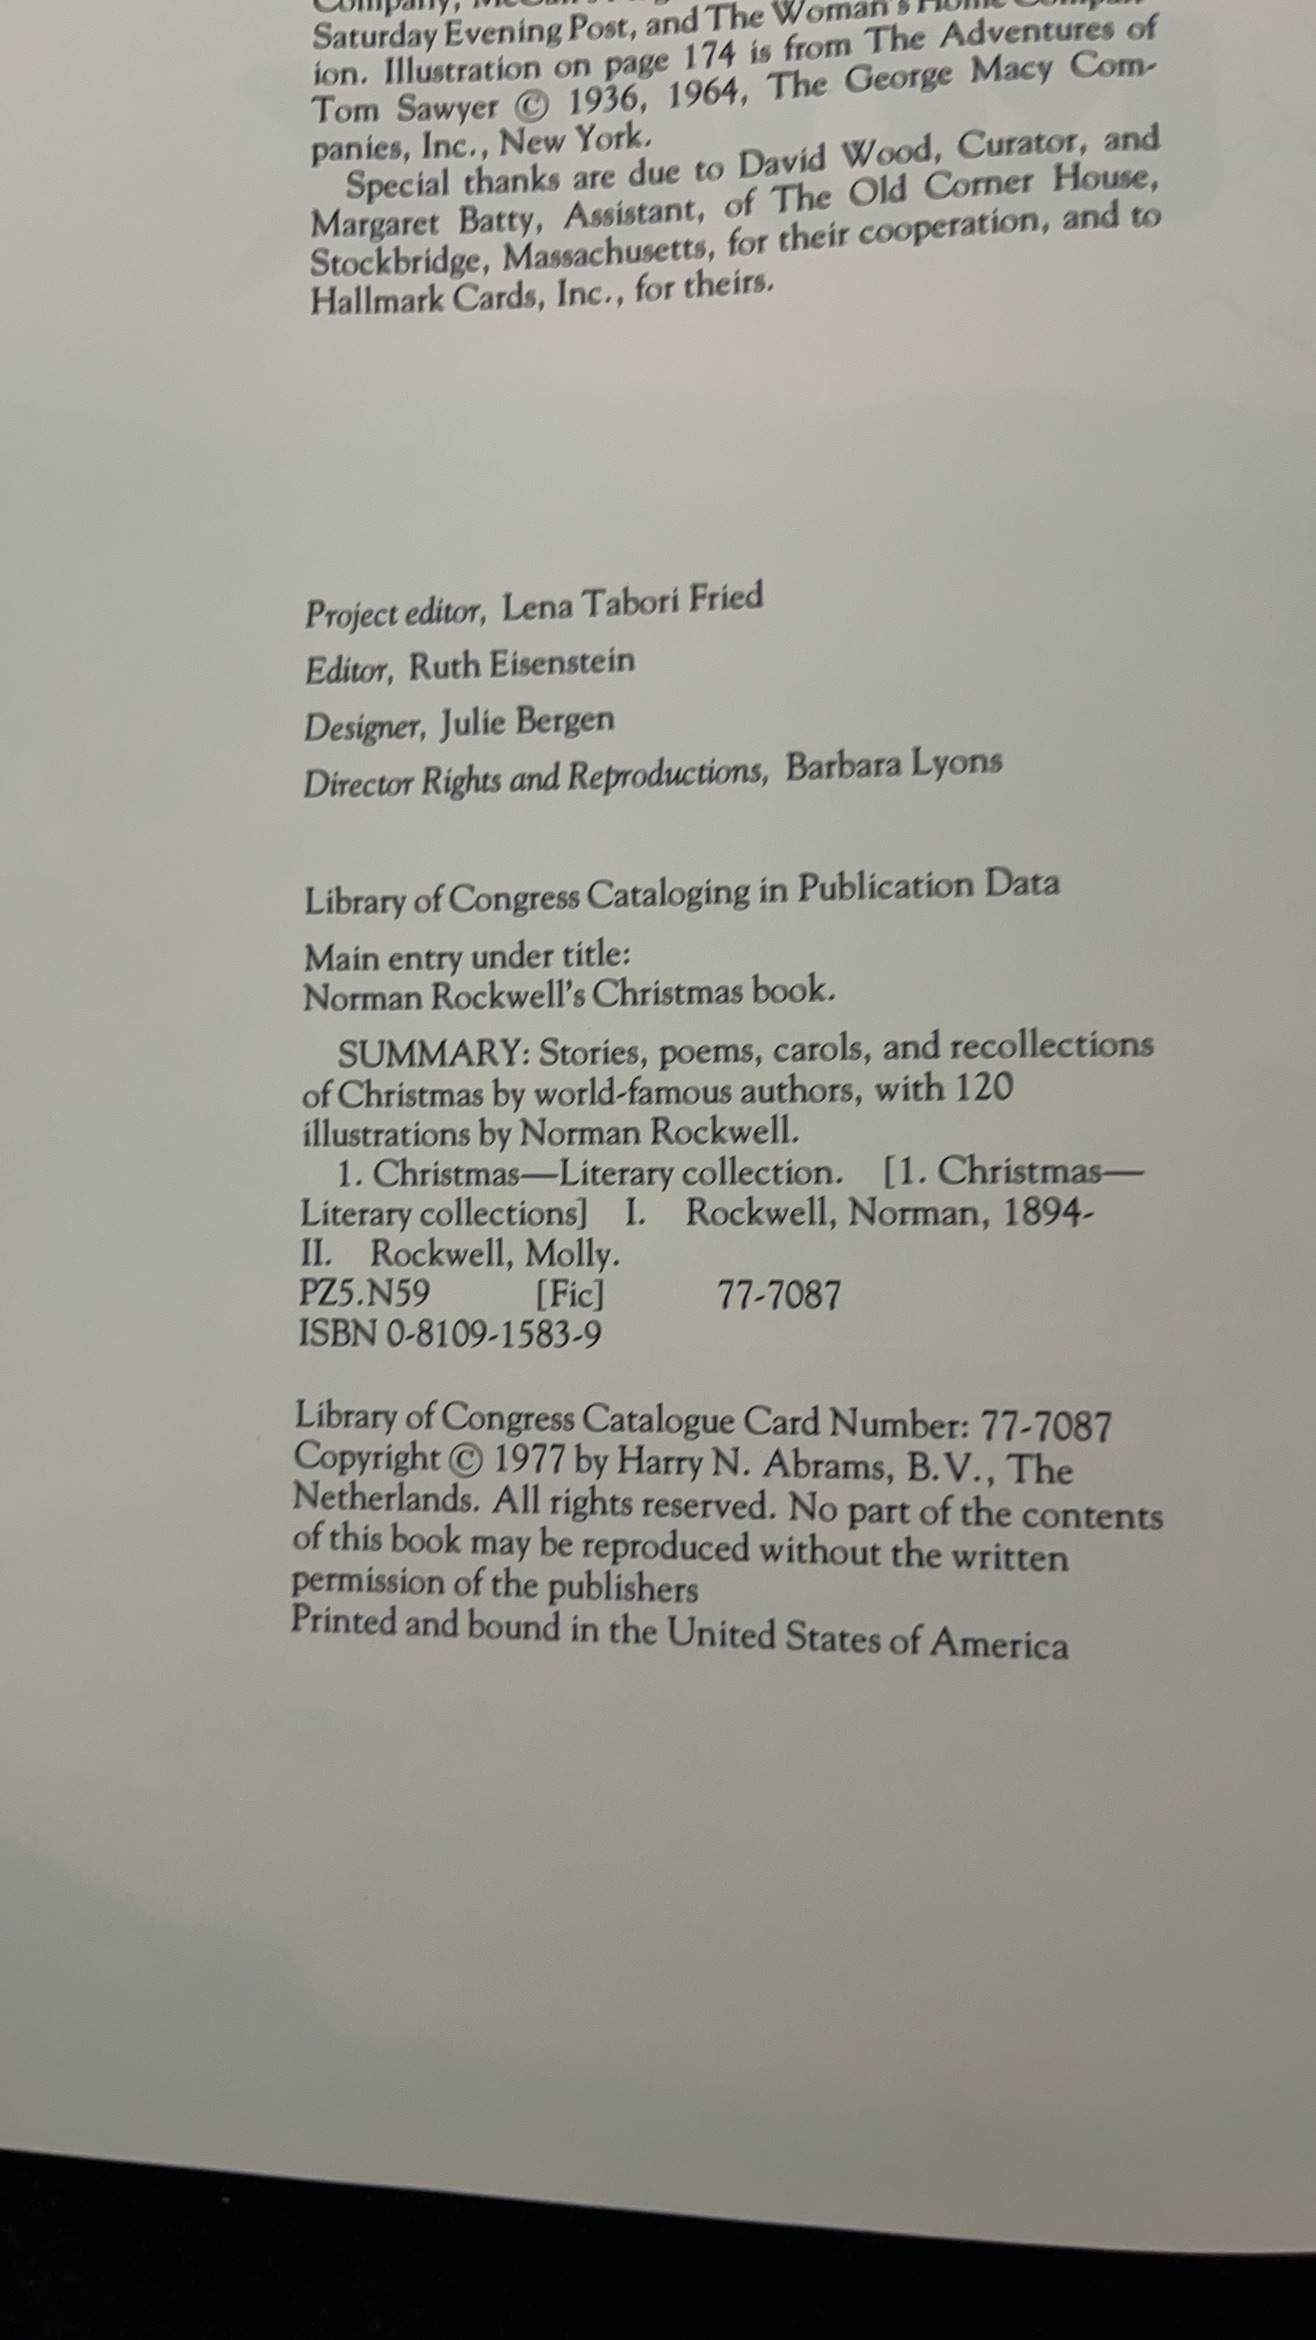 Company,
Saturday Evening Post, and The Woman's Home Compan-
ion. Illustration on page 174 is from The Adventures of
Tom Sawyer © 1936, 1964, The George Macy Com-
panies, Inc., New York.
Special thanks are due to David Wood, Curator, and
Margaret Batty, Assistant, of The Old Corner House,
Stockbridge, Massachusetts, for their cooperation, and to
Hallmark Cards, Inc., for theirs.
Project editor, Lena Tabori Fried
Editor, Ruth Eisenstein
Designer, Julie Bergen
Director Rights and Reproductions, Barbara Lyons
Library of Congress Cataloging in Publication Data
Main entry under title:
Norman Rockwell's Christmas book.
SUMMARY: Stories, poems, carols, and recollections
of Christmas by world-famous authors, with 120
illustrations by Norman Rockwell.
1. Christmas—Literary collection. [1. Christmas—
Literary collections] I. Rockwell, Norman, 1894-
II. Rockwell, Molly.
PZ5.N59 [Fic] 77-7087
ISBN 0-8109-1583-9
Library of Congress Catalogue Card Number: 77-7087
Copyright © 1977 by Harry N. Abrams, B.V., The
Netherlands. All rights reserved. No part of the contents
of this book may be reproduced without the written
permission of the publishers
Printed and bound in the United States of America